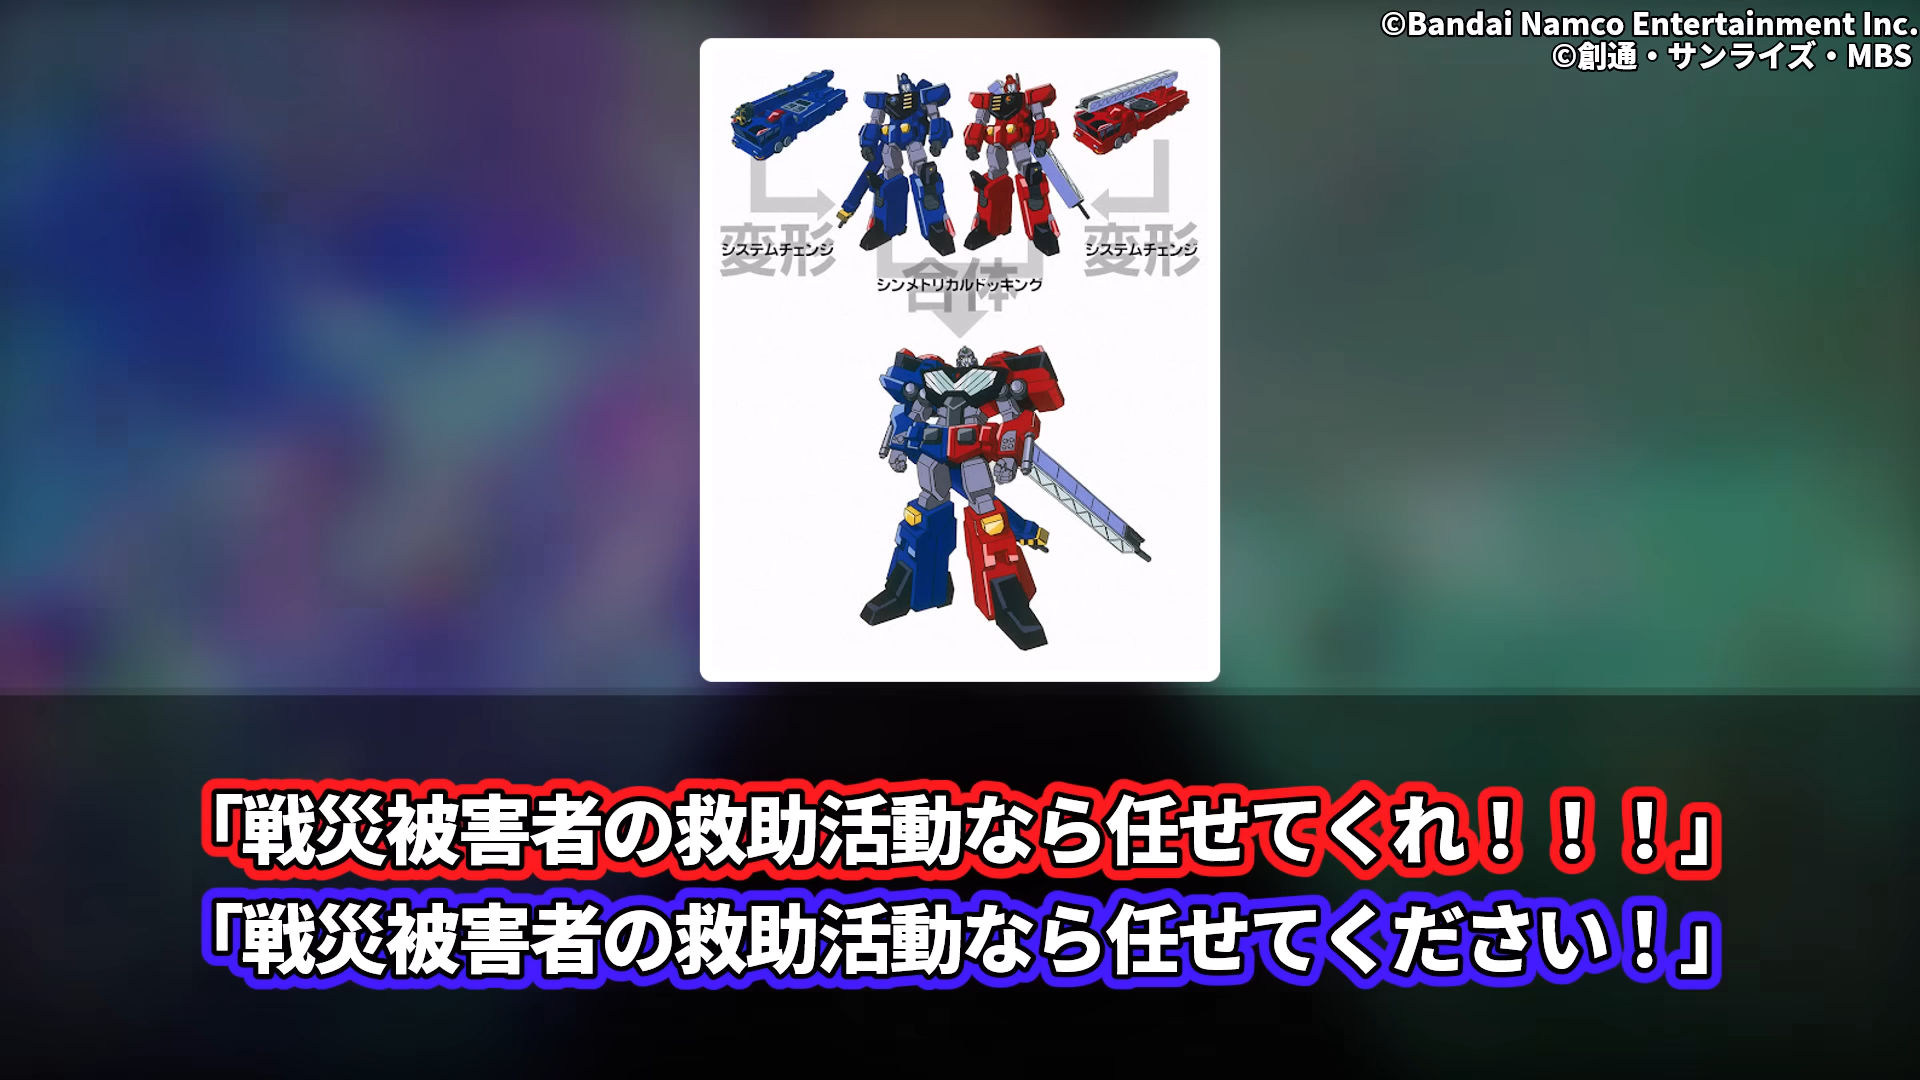 ©Bandai Namco Entertainment Inc.
©創通・サンライズ・MBS
変形
システムチェンジ
変形
システムチェンジ
合体
シンメトリカルドッキング
「戦災被害者の救助活動なら任せてくれ！！！」
「戦災被害者の救助活動なら任せてください！」